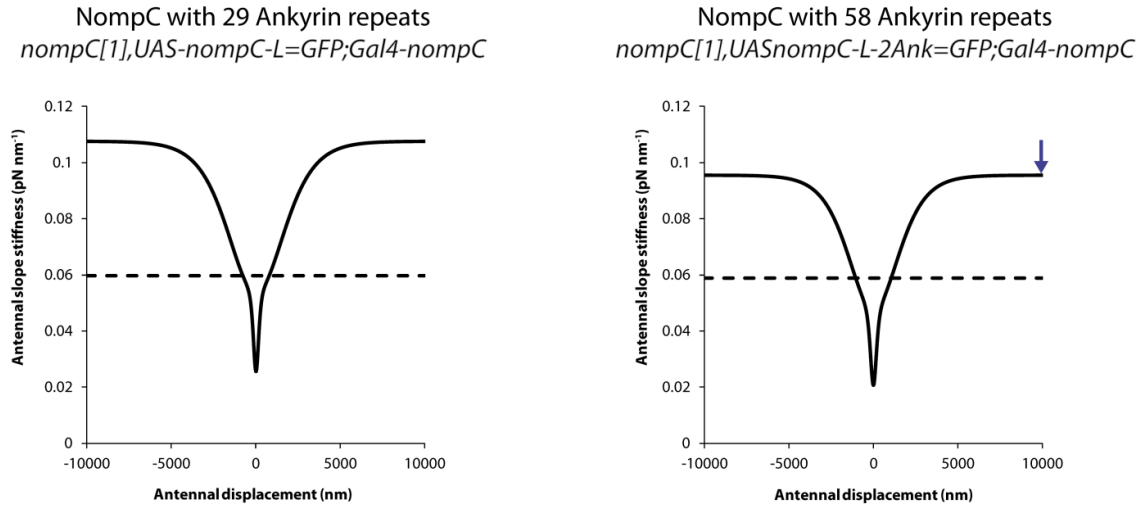 NompC with 29 Ankyrin repeats
nompC[1],UAS-nompC-L=GFP;Gal4-nompC
Antennal slope stiffness (pN nm⁻¹)
0.12
0.1
0.08
0.06
0.04
0.02
0
-10000 -5000 0 5000 10000
Antennal displacement (nm)
NompC with 58 Ankyrin repeats
nompC[1],UASnompC-L-2Ank=GFP;Gal4-nompC
Antennal slope stiffness (pN nm⁻¹)
0.12
0.1
0.08
0.06
0.04
0.02
0
-10000 -5000 0 5000 10000
Antennal displacement (nm)